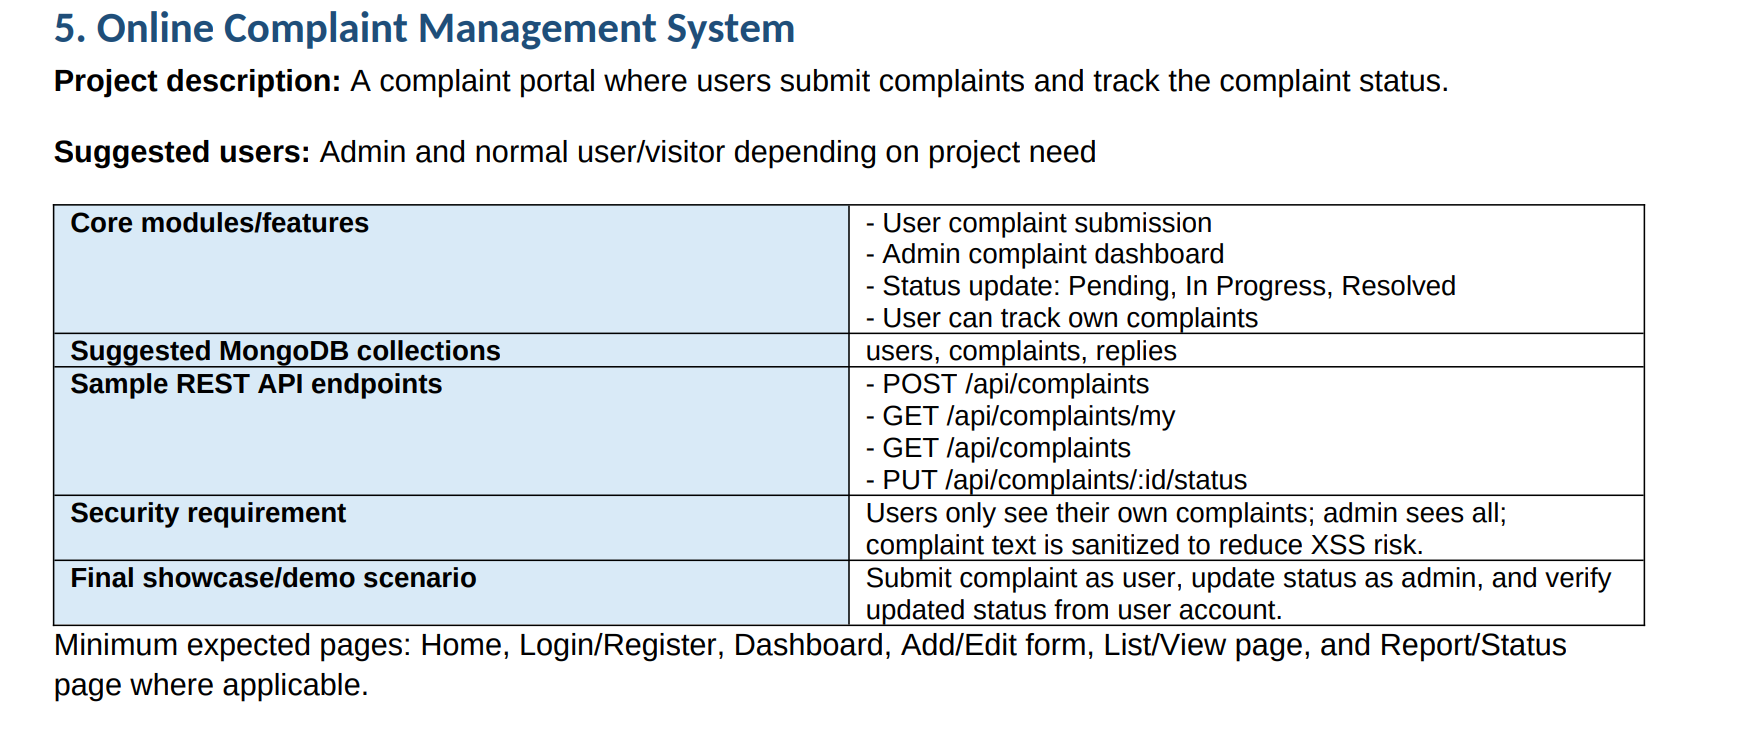 5. Online Complaint Management System
Project description: A complaint portal where users submit complaints and track the complaint status.
Suggested users: Admin and normal user/visitor depending on project need
Core modules/features
- User complaint submission
- Admin complaint dashboard
- Status update: Pending, In Progress, Resolved
- User can track own complaints
Suggested MongoDB collections
users, complaints, replies
Sample REST API endpoints
- POST /api/complaints
- GET /api/complaints/my
- GET /api/complaints
- PUT /api/complaints/:id/status
Security requirement
Users only see their own complaints; admin sees all;
complaint text is sanitized to reduce XSS risk.
Final showcase/demo scenario
Submit complaint as user, update status as admin, and verify
updated status from user account.
Minimum expected pages: Home, Login/Register, Dashboard, Add/Edit form, List/View page, and Report/Status
page where applicable.